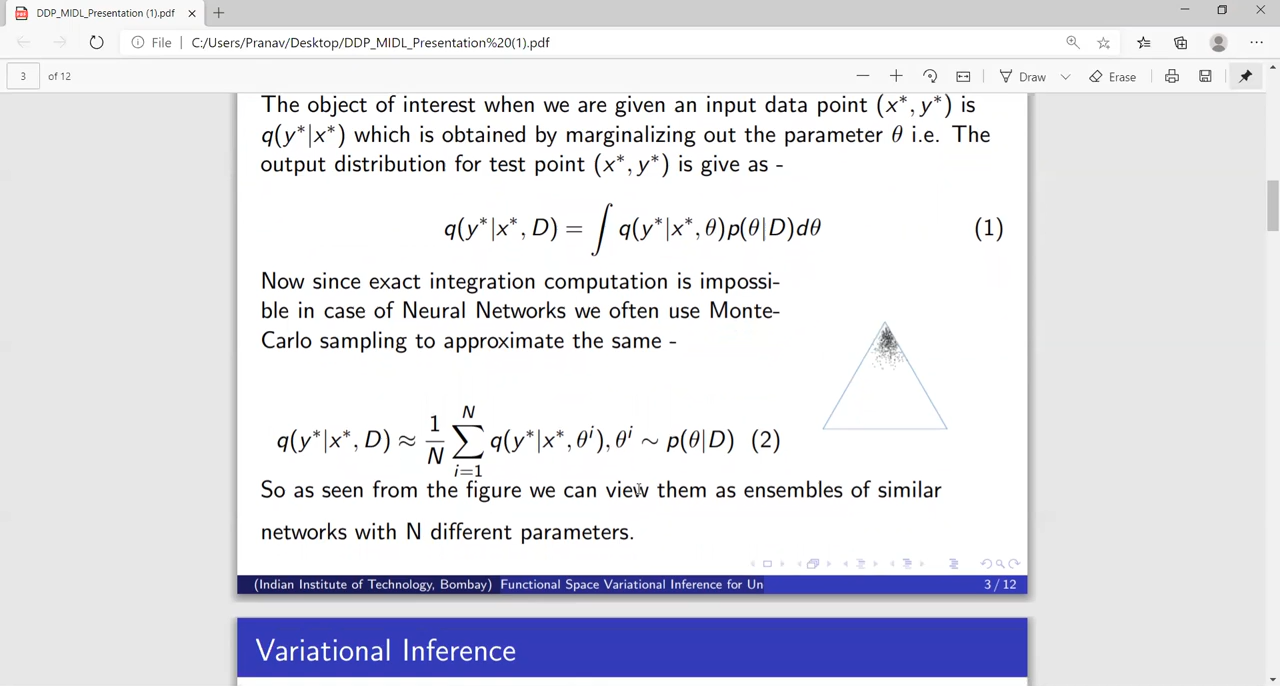 DDP_MIDL_Presentation (1).pdf
File
C:/Users/Pranav/Desktop/DDP_MIDL_Presentation%20(1).pdf
3 of 12
Draw
Erase
The object of interest when we are given an input data point (x*, y*) is
q(y*|x*) which is obtained by marginalizing out the parameter θ i.e. The
output distribution for test point (x*, y*) is give as -
q(y*|x*, D) = ∫ q(y*|x*, θ)p(θ|D)dθ (1)
Now since exact integration computation is impossi-
ble in case of Neural Networks we often use Monte-
Carlo sampling to approximate the same -
q(y*|x*, D) ≈ 1/N ∑_{i=1}^{N} q(y*|x*, θ^i), θ^i ∼ p(θ|D) (2)
So as seen from the figure we can view them as ensembles of similar
networks with N different parameters.
(Indian Institute of Technology, Bombay) Functional Space Variational Inference for Un
3 / 12
Variational Inference